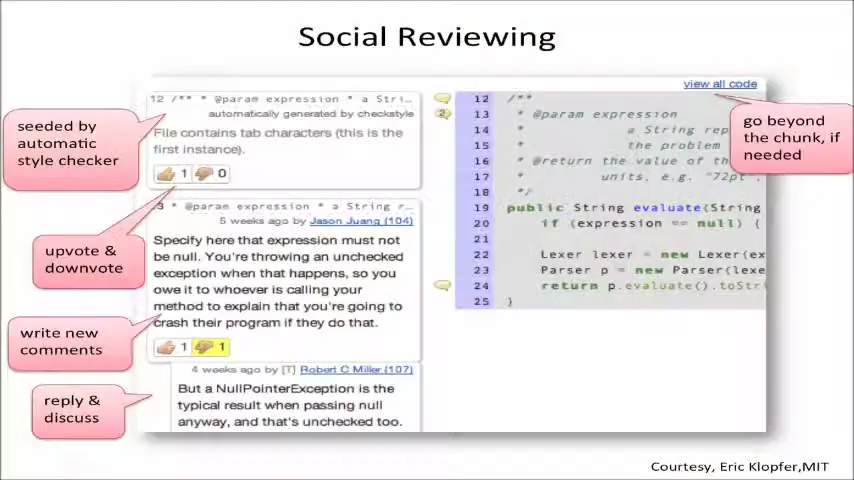 Social Reviewing
seeded by
automatic
style checker
upvote &
downvote
write new
comments
reply &
discuss
12 /** * @param expression * a Stri...
automatically generated by checkstyle
File contains tab characters (this is the
first instance).
1 0
3 * @param expression * a String r...
5 weeks ago by Jason Juang (104)
Specify here that expression must not
be null. You're throwing an unchecked
exception when that happens, so you
owe it to whoever is calling your
method to explain that you're going to
crash their program if they do that.
1 1
4 weeks ago by [T] Robert C Miller (107)
But a NullPointerException is the
typical result when passing null
anyway, and that's unchecked too.
view all code
12 /**
2 13 * @param expression
14 * a String rep
15 * the problem
16 * @return the value of th
17 * units, e.g. "72pt",
18 */
19 public String evaluate(String
20 if (expression == null) {
21
22 Lexer lexer = new Lexer(ex
23 Parser p = new Parser(lexe
24 return p.evaluate().toStri
25 }
go beyond
the chunk, if
needed
Courtesy, Eric Klopfer,MIT